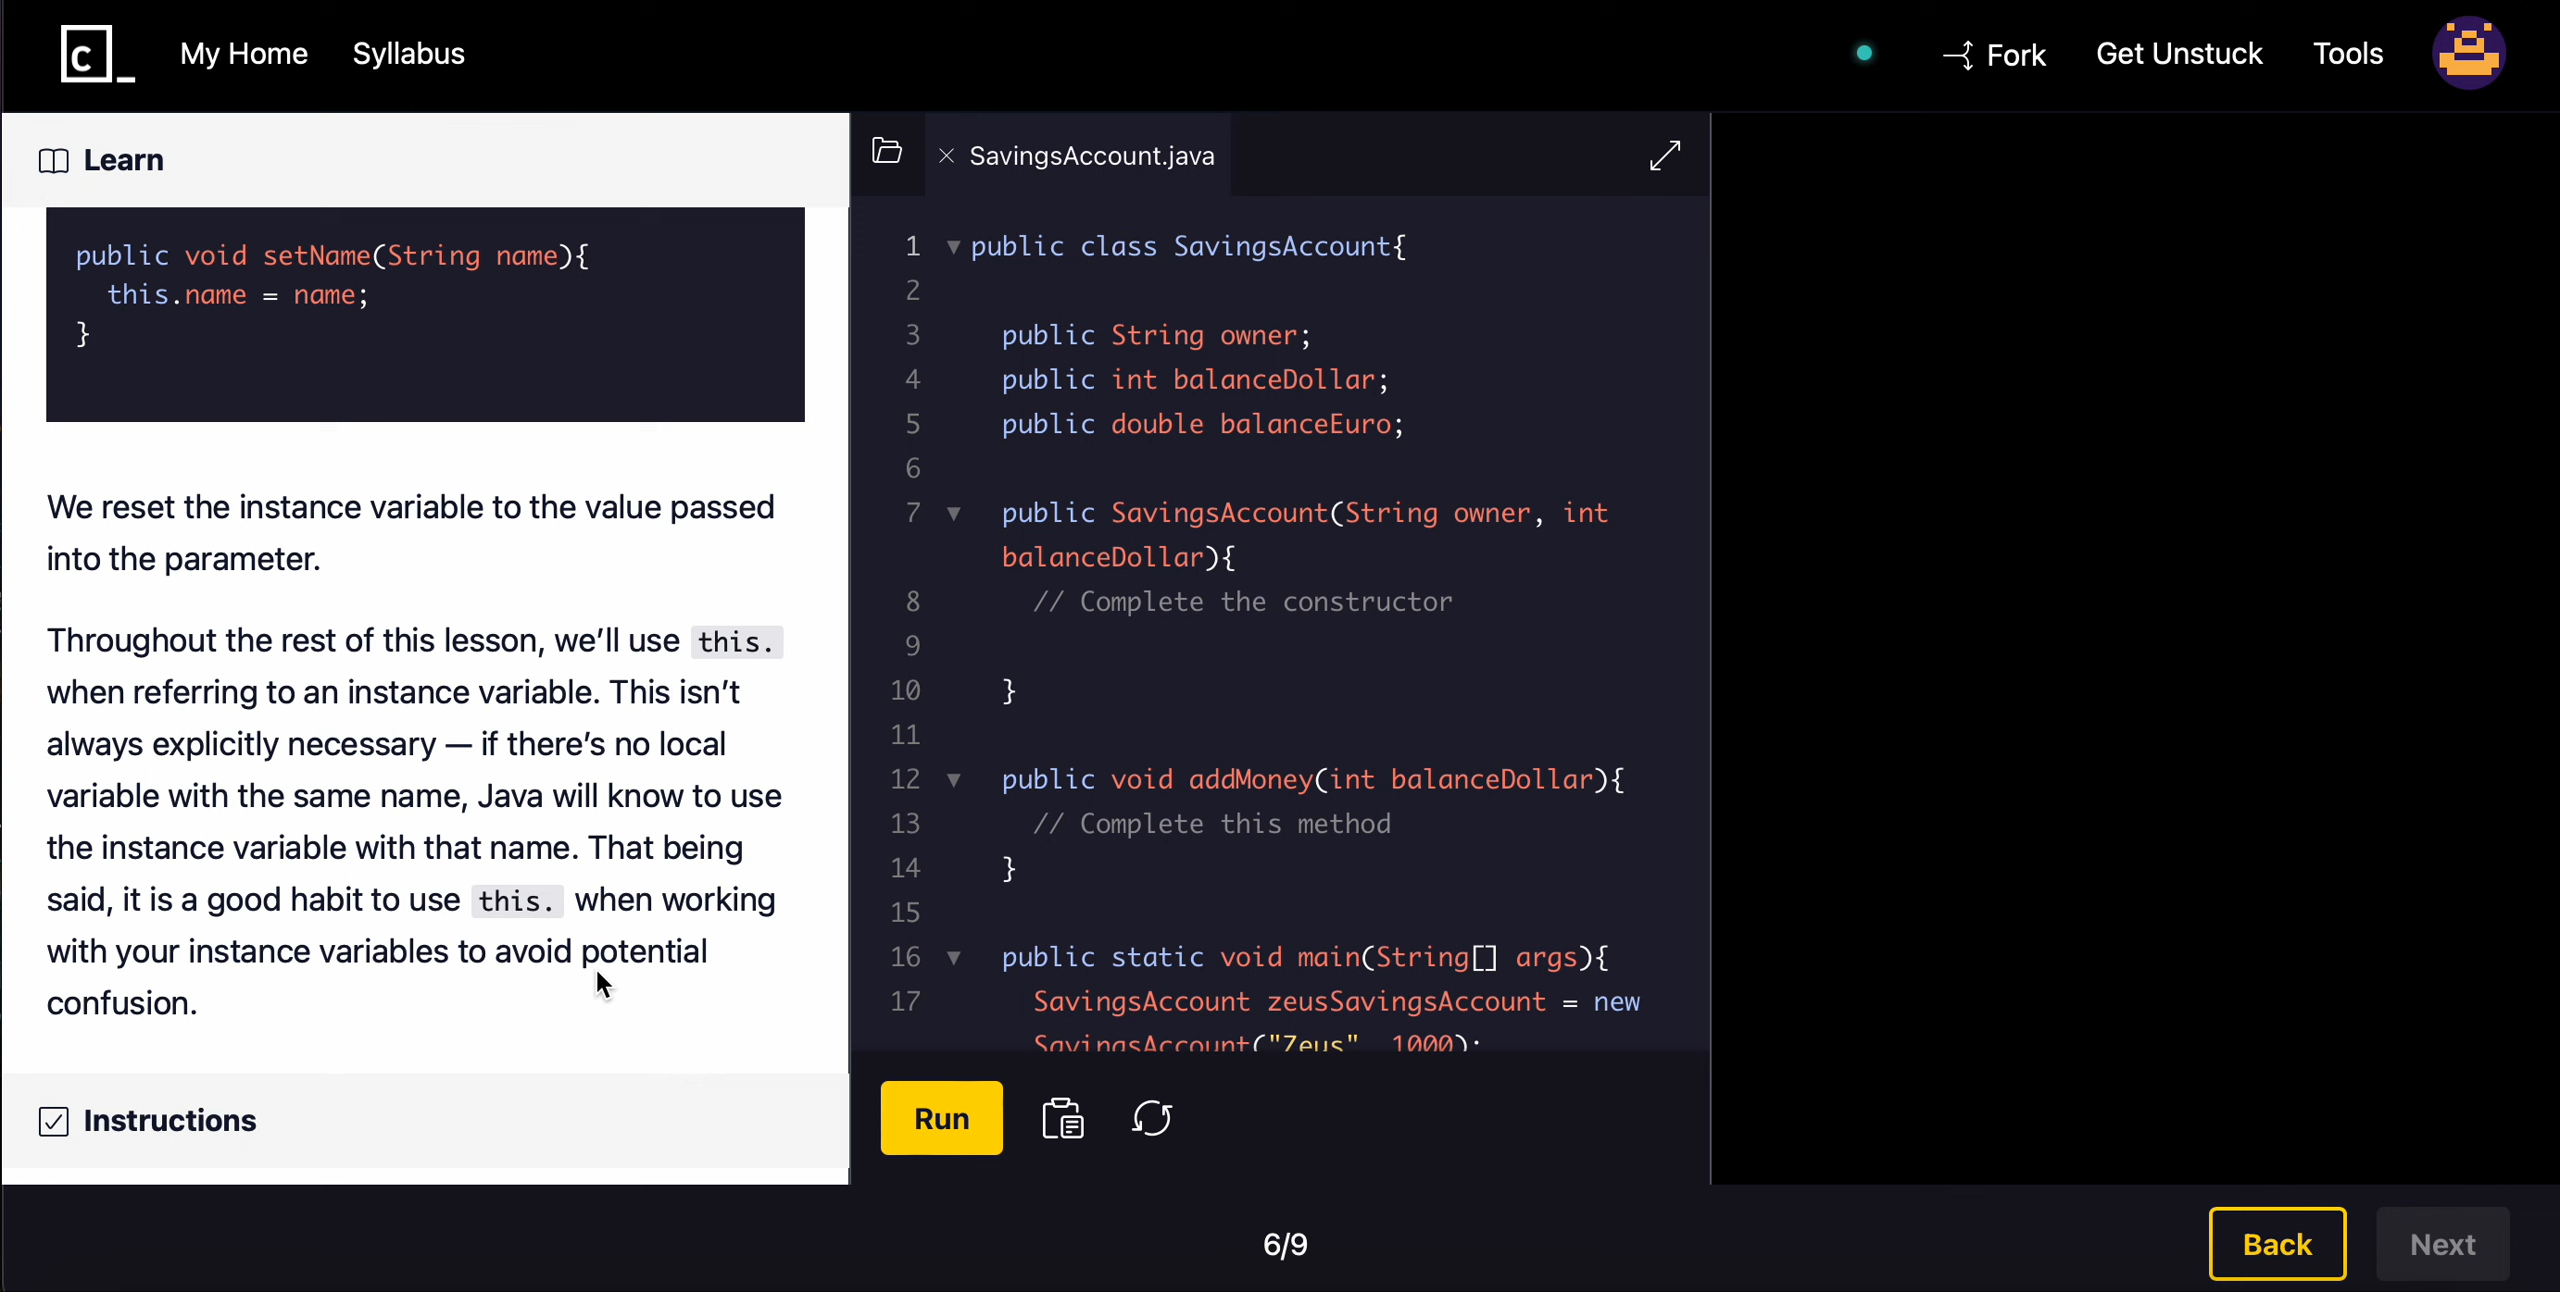 C_ My Home Syllabus Fork Get Unstuck Tools
Learn
public void setName(String name){
this.name = name;
}
We reset the instance variable to the value passed
into the parameter.
Throughout the rest of this lesson, we’ll use this.
when referring to an instance variable. This isn’t
always explicitly necessary — if there’s no local
variable with the same name, Java will know to use
the instance variable with that name. That being
said, it is a good habit to use this. when working
with your instance variables to avoid potential
confusion.
Instructions
× SavingsAccount.java
1 public class SavingsAccount{
2
3 public String owner;
4 public int balanceDollar;
5 public double balanceEuro;
6
7 public SavingsAccount(String owner, int
balanceDollar){
8 // Complete the constructor
9
10 }
11
12 public void addMoney(int balanceDollar){
13 // Complete this method
14 }
15
16 public static void main(String[] args){
17 SavingsAccount zeusSavingsAccount = new
SavingsAccount("Zeus", 1000);
Run
6/9
Back
Next